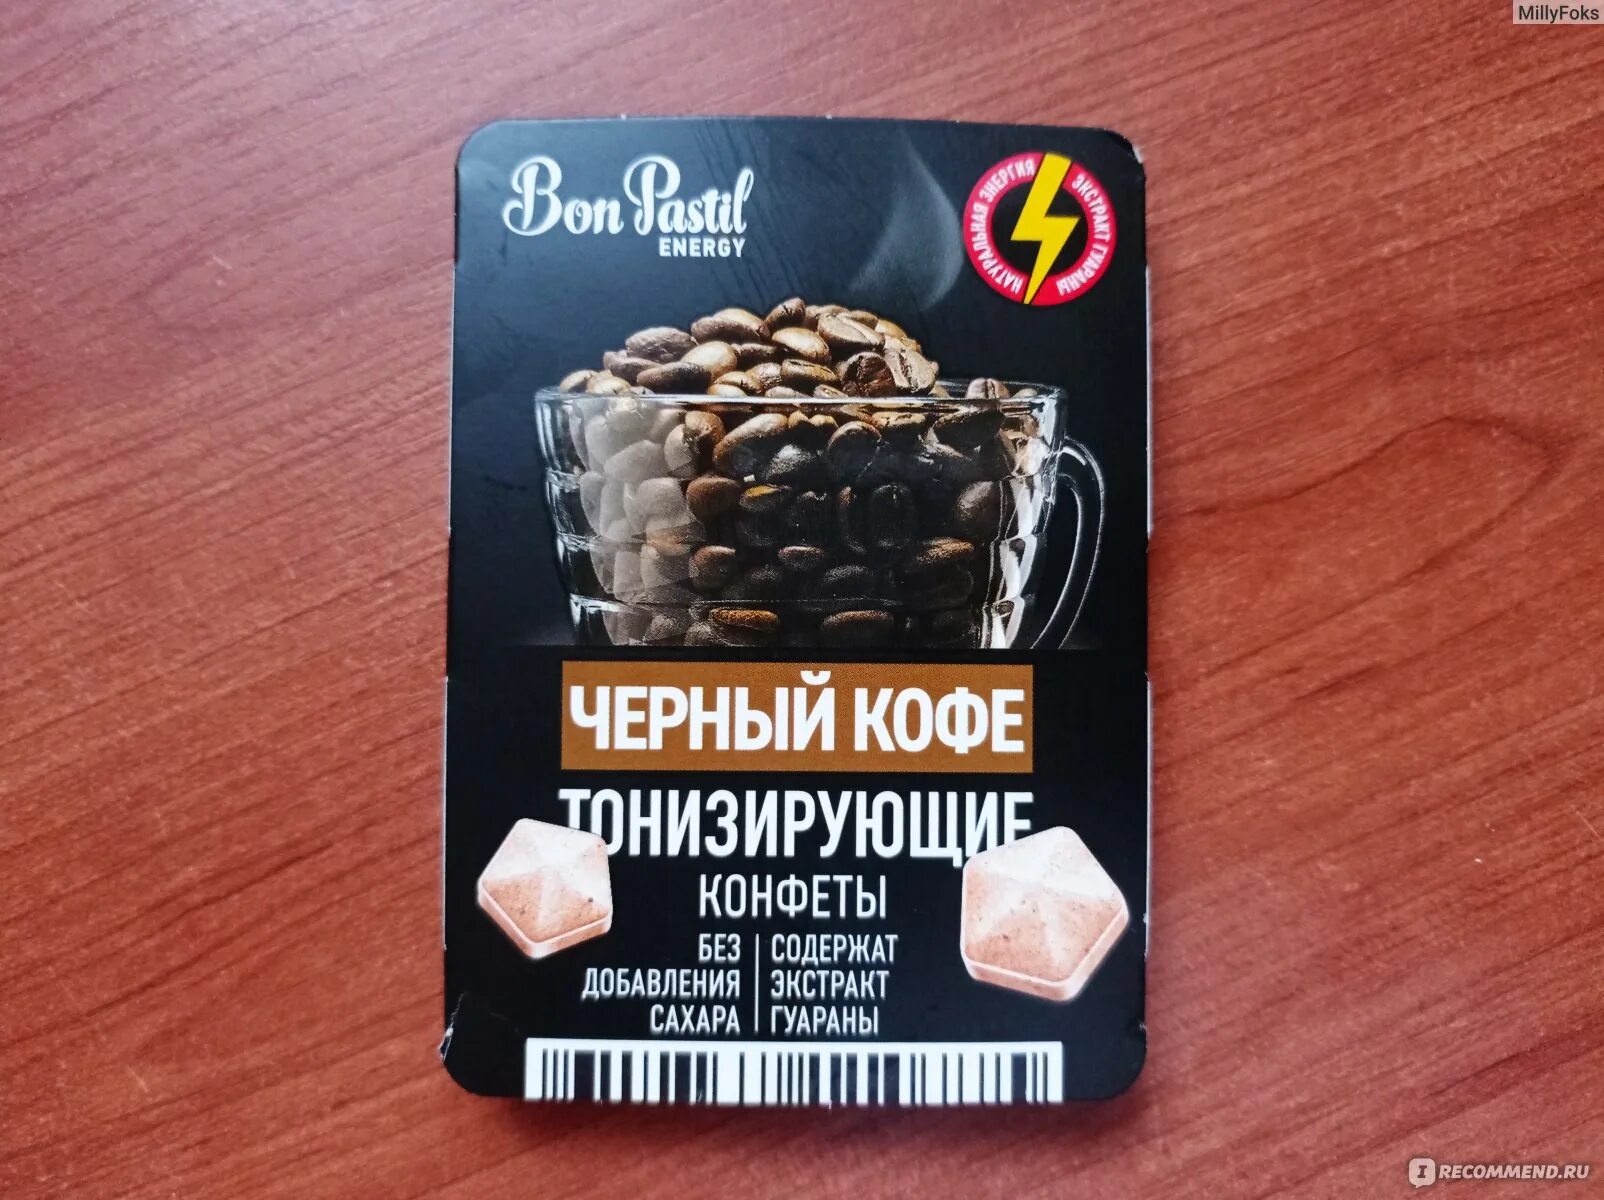 MillyFoks
Bon Pastil
ENERGY
НАТУРАЛЬНАЯ ЭНЕРГИЯ
ЭКСТРАКТ ГУАРАНЫ
ЧЕРНЫЙ КОФЕ
ТОНИЗИРУЮЩИЕ
КОНФЕТЫ
БЕЗ
ДОБАВЛЕНИЯ
САХАРА
СОДЕРЖАТ
ЭКСТРАКТ
ГУАРАНЫ
IRECOMMEND.RU